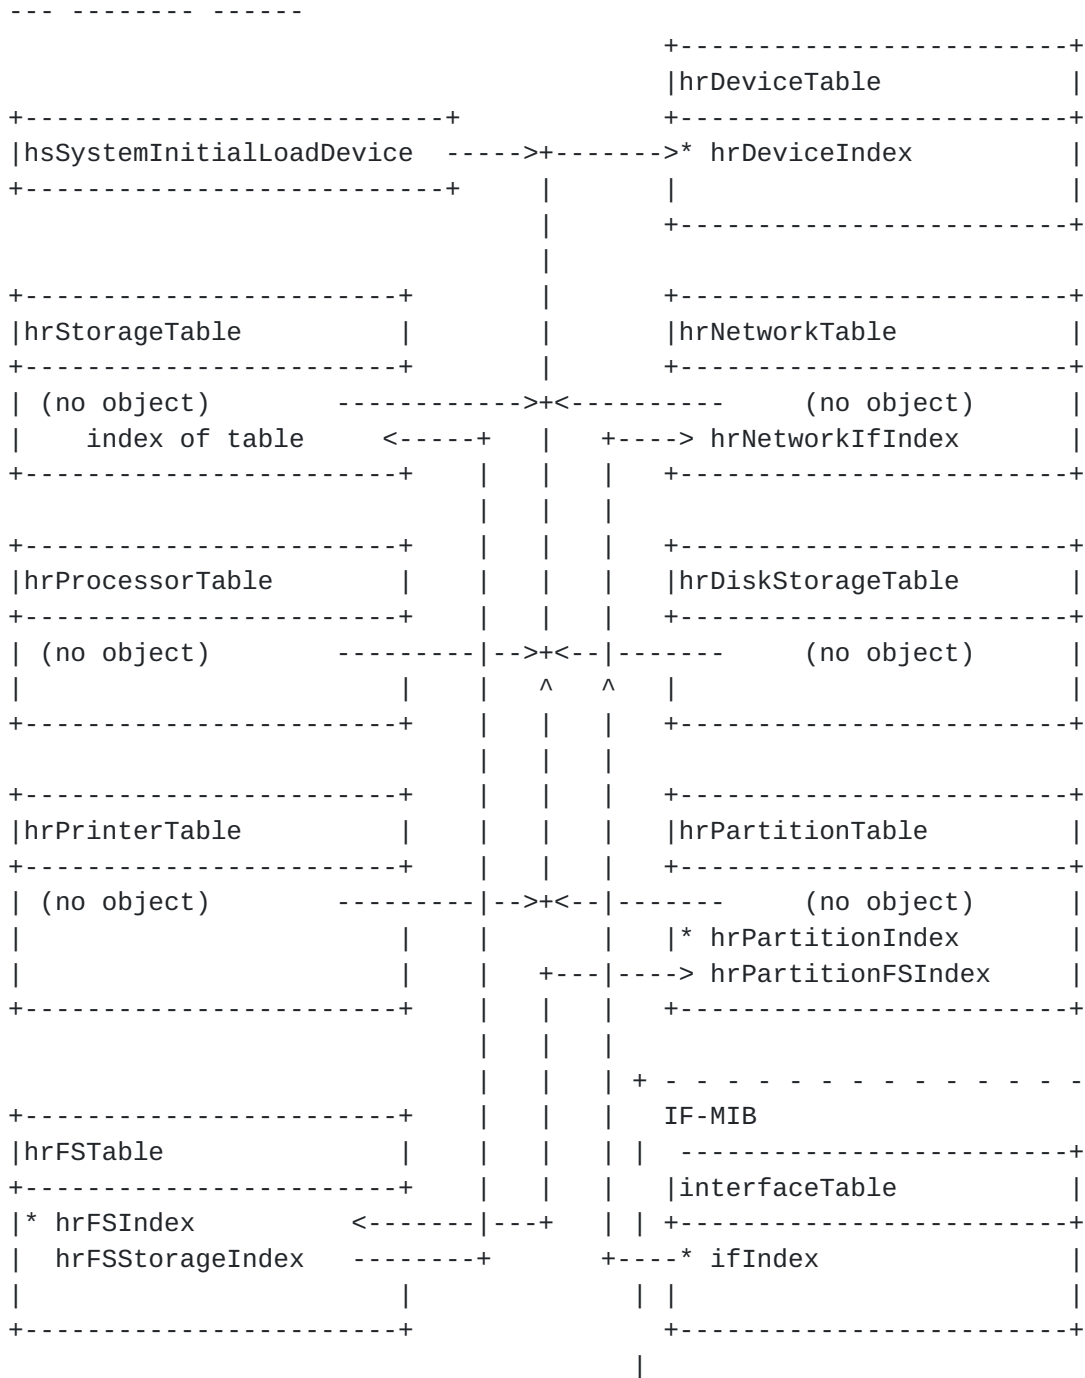 --- -------- ------
                                          +-------------------------+
                                          |hrDeviceTable            |
+---------------------------+             +-------------------------+
|hsSystemInitialLoadDevice  ----->+------->* hrDeviceIndex          |
+---------------------------+     |       |                         |
                                  |       +-------------------------+
                                  |
+------------------------+        |       +-------------------------+
|hrStorageTable          |        |       |hrNetworkTable           |
+------------------------+        |       +-------------------------+
| (no object)        ------------>+<----------     (no object)      |
|    index of table     <-----+   |   +----> hrNetworkIfIndex       |
+------------------------+    |   |   |   +-------------------------+
                              |   |   |
+------------------------+    |   |   |   +-------------------------+
|hrProcessorTable        |    |   |   |   |hrDiskStorageTable       |
+------------------------+    |   |   |   +-------------------------+
| (no object)        ---------|-->+<--|-------     (no object)      |
|                        |    |   ^   ^   |                         |
+------------------------+    |   |   |   +-------------------------+
                              |   |   |
+------------------------+    |   |   |   +-------------------------+
|hrPrinterTable          |    |   |   |   |hrPartitionTable         |
+------------------------+    |   |   |   +-------------------------+
| (no object)        ---------|-->+<--|-------     (no object)      |
|                        |    |       |   |* hrPartitionIndex       |
|                        |    |   +---|----> hrPartitionFSIndex     |
+------------------------+    |   |   |   +-------------------------+
                              |   |   |
                              |   |   | + - - - - - - - - - - - - - -
+------------------------+    |   |   |   IF-MIB
|hrFSTable               |    |   |   | |  -------------------------+
+------------------------+    |   |   |   |interfaceTable           |
|* hrFSIndex          <-------|---+   | | +-------------------------+
|  hrFSStorageIndex   --------+       +----* ifIndex                |
|                        |              | |                         |
+------------------------+                +-------------------------+
                                        |